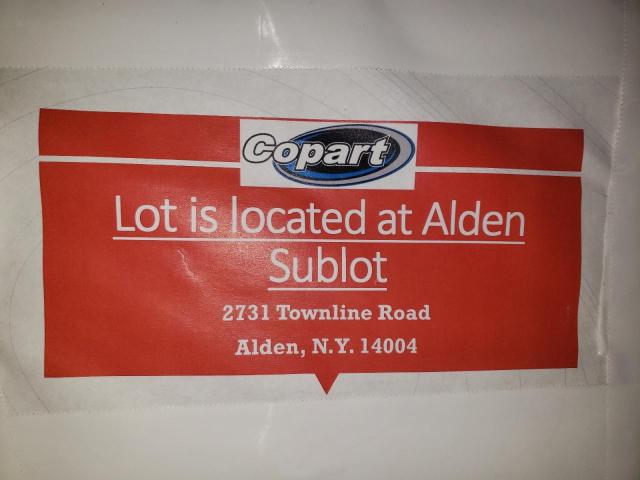 Copart
Lot is located at Alden
Sublot
2731 Townline Road
Alden, N.Y. 14004